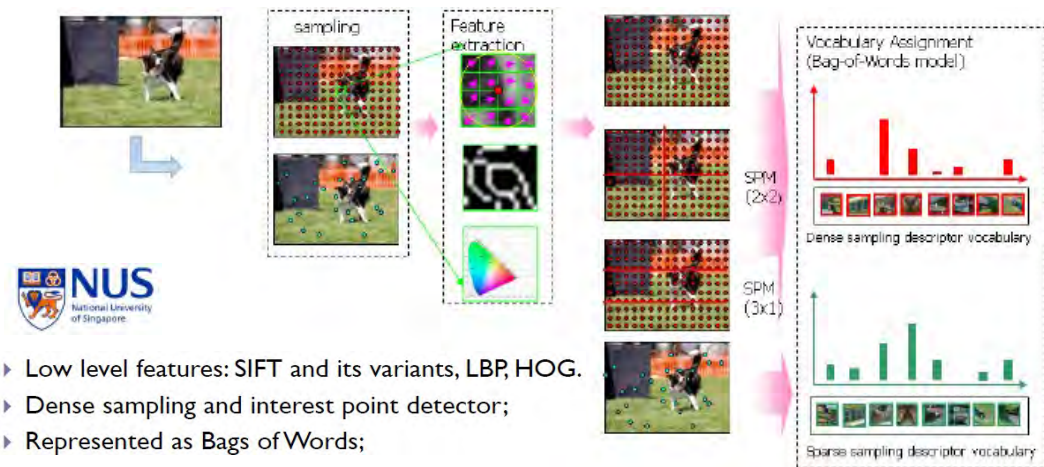 sampling
Feature
extraction
Vocabulary Assignment
(Bag-of-Words model)
SPM
(2x2)
Dense sampling descriptor vocabulary
SPM
(3x1)
Sparse sampling descriptor vocabulary
NUS
National University
of Singapore
Low level features: SIFT and its variants, LBP, HOG.
Dense sampling and interest point detector;
Represented as Bags of Words;